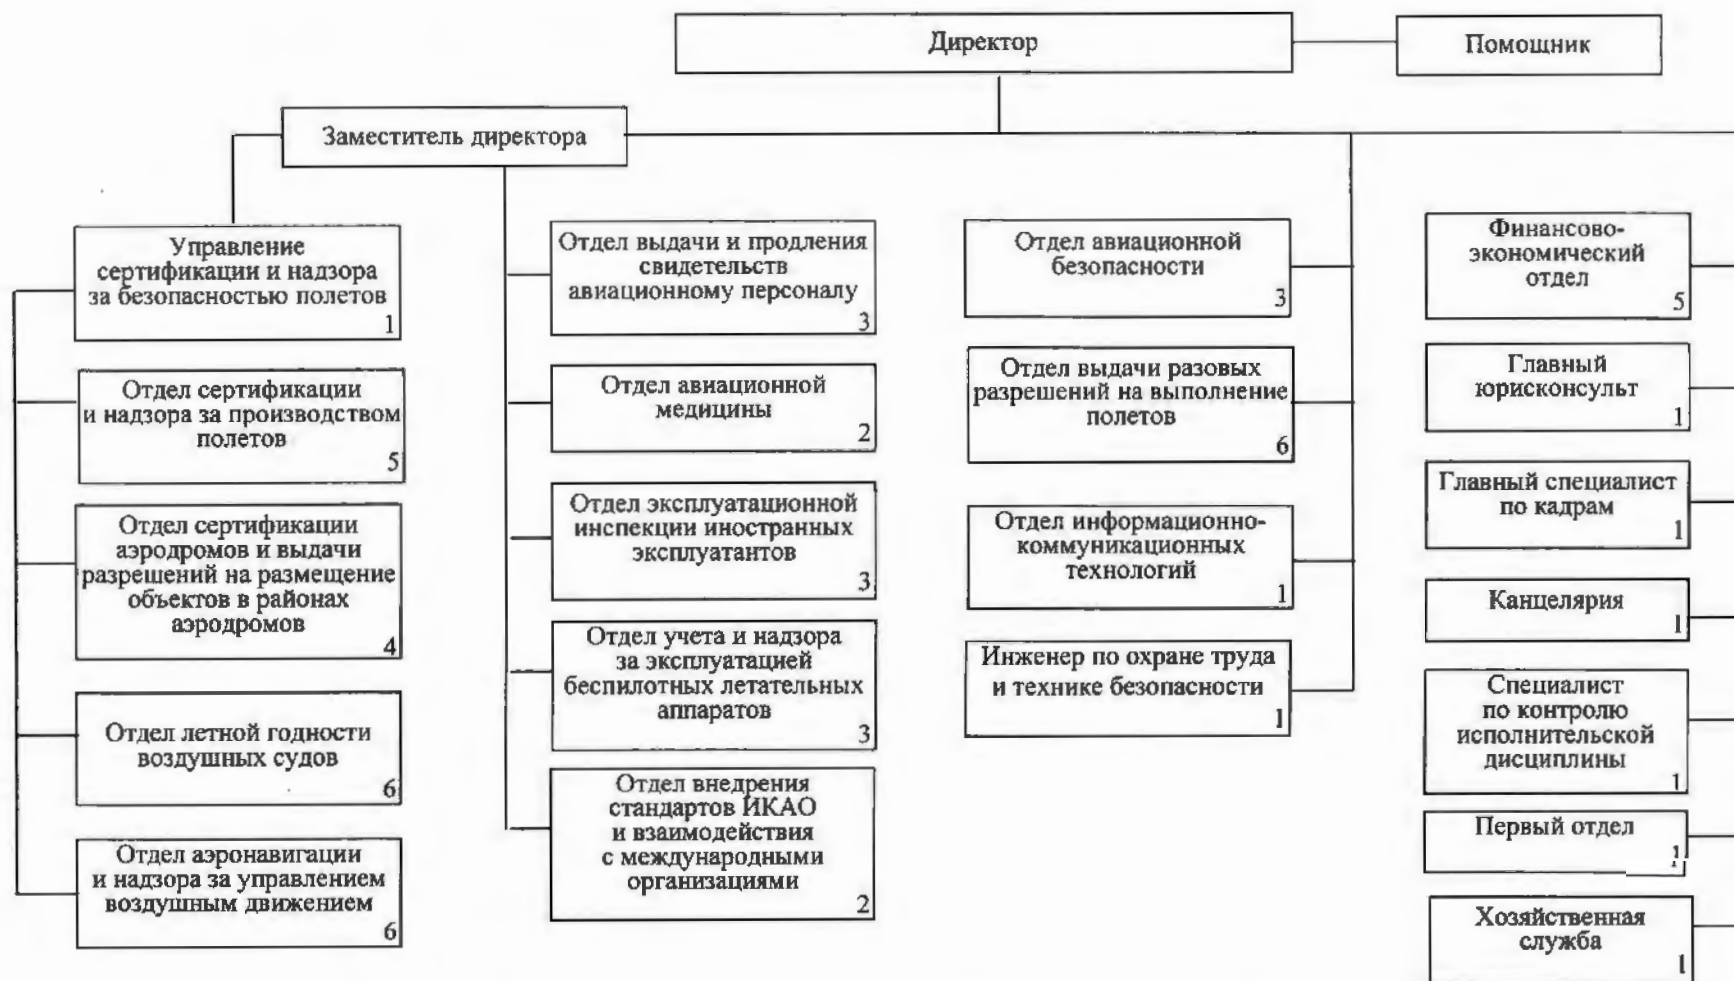 Директор
Помощник
Заместитель директора
Управление
сертификации и надзора
за безопасностью полетов
1
Отдел сертификации
и надзора за производством
полетов
5
Отдел сертификации
аэродромов и выдачи
разрешений на размещение
объектов в районах
аэродромов
4
Отдел летной годности
воздушных судов
6
Отдел аэронавигации
и надзора за управлением
воздушным движением
6
Отдел выдачи и продления
свидетельств
авиационному персоналу
3
Отдел авиационной
медицины
2
Отдел эксплуатационной
инспекции иностранных
эксплуатантов
3
Отдел учета и надзора
за эксплуатацией
беспилотных летательных
аппаратов
3
Отдел внедрения
стандартов ИКАО
и взаимодействия
с международными
организациями
2
Отдел авиационной
безопасности
3
Отдел выдачи разовых
разрешений на выполнение
полетов
6
Отдел информационно-
коммуникационных
технологий
1
Инженер по охране труда
и технике безопасности
1
Финансово-
экономический
отдел
5
Главный
юрисконсульт
1
Главный специалист
по кадрам
1
Канцелярия
1
Специалист
по контролю
исполнительской
дисциплины
1
Первый отдел
1
Хозяйственная
служба
1